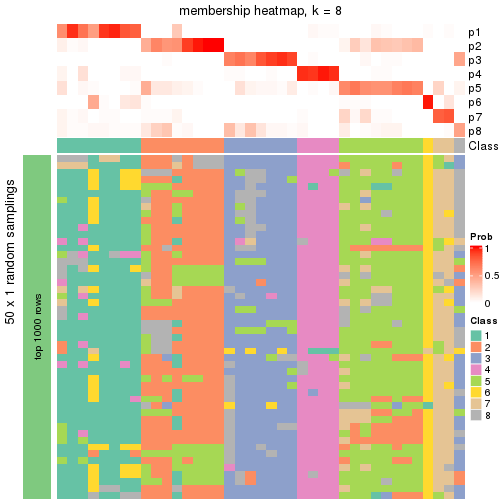 membership heatmap, k = 8
p1
p2
p3
p4
p5
p6
p7
p8
Class
50 x 1 random samplings
top 1000 rows
Prob
1
0.5
0
Class
1
2
3
4
5
6
7
8